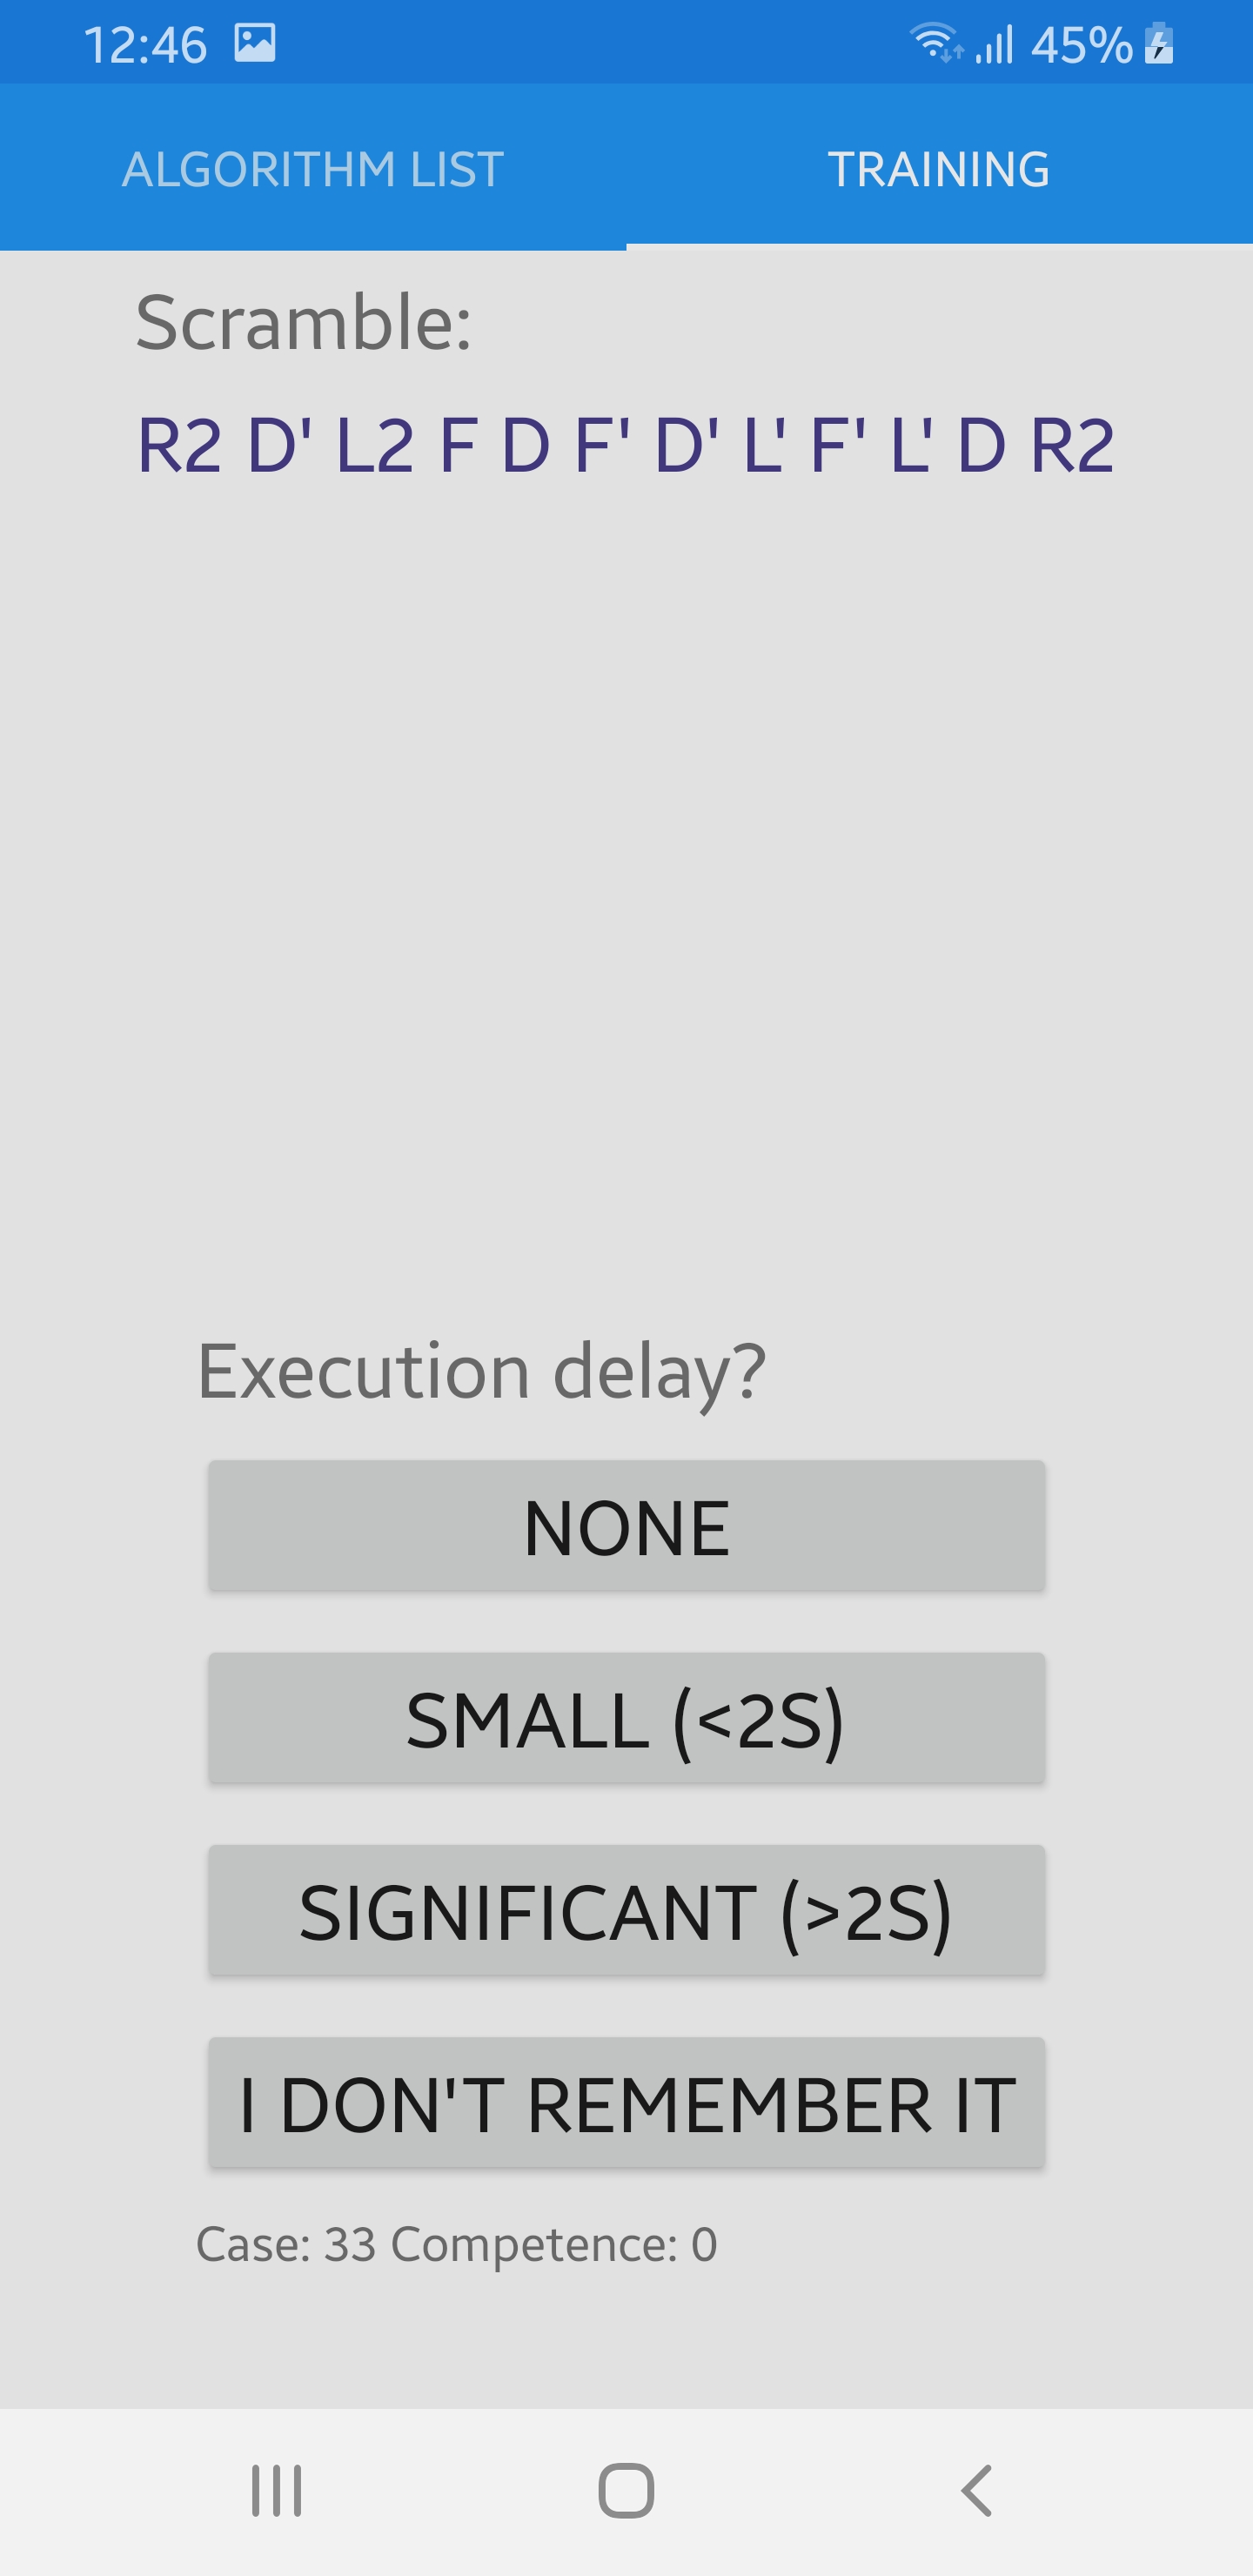 12:46 45%
ALGORITHM LIST TRAINING
Scramble:
R2 D' L2 F D F' D' L' F' L' D R2
Execution delay?
NONE
SMALL (<2S)
SIGNIFICANT (>2S)
I DON'T REMEMBER IT
Case: 33 Competence: 0